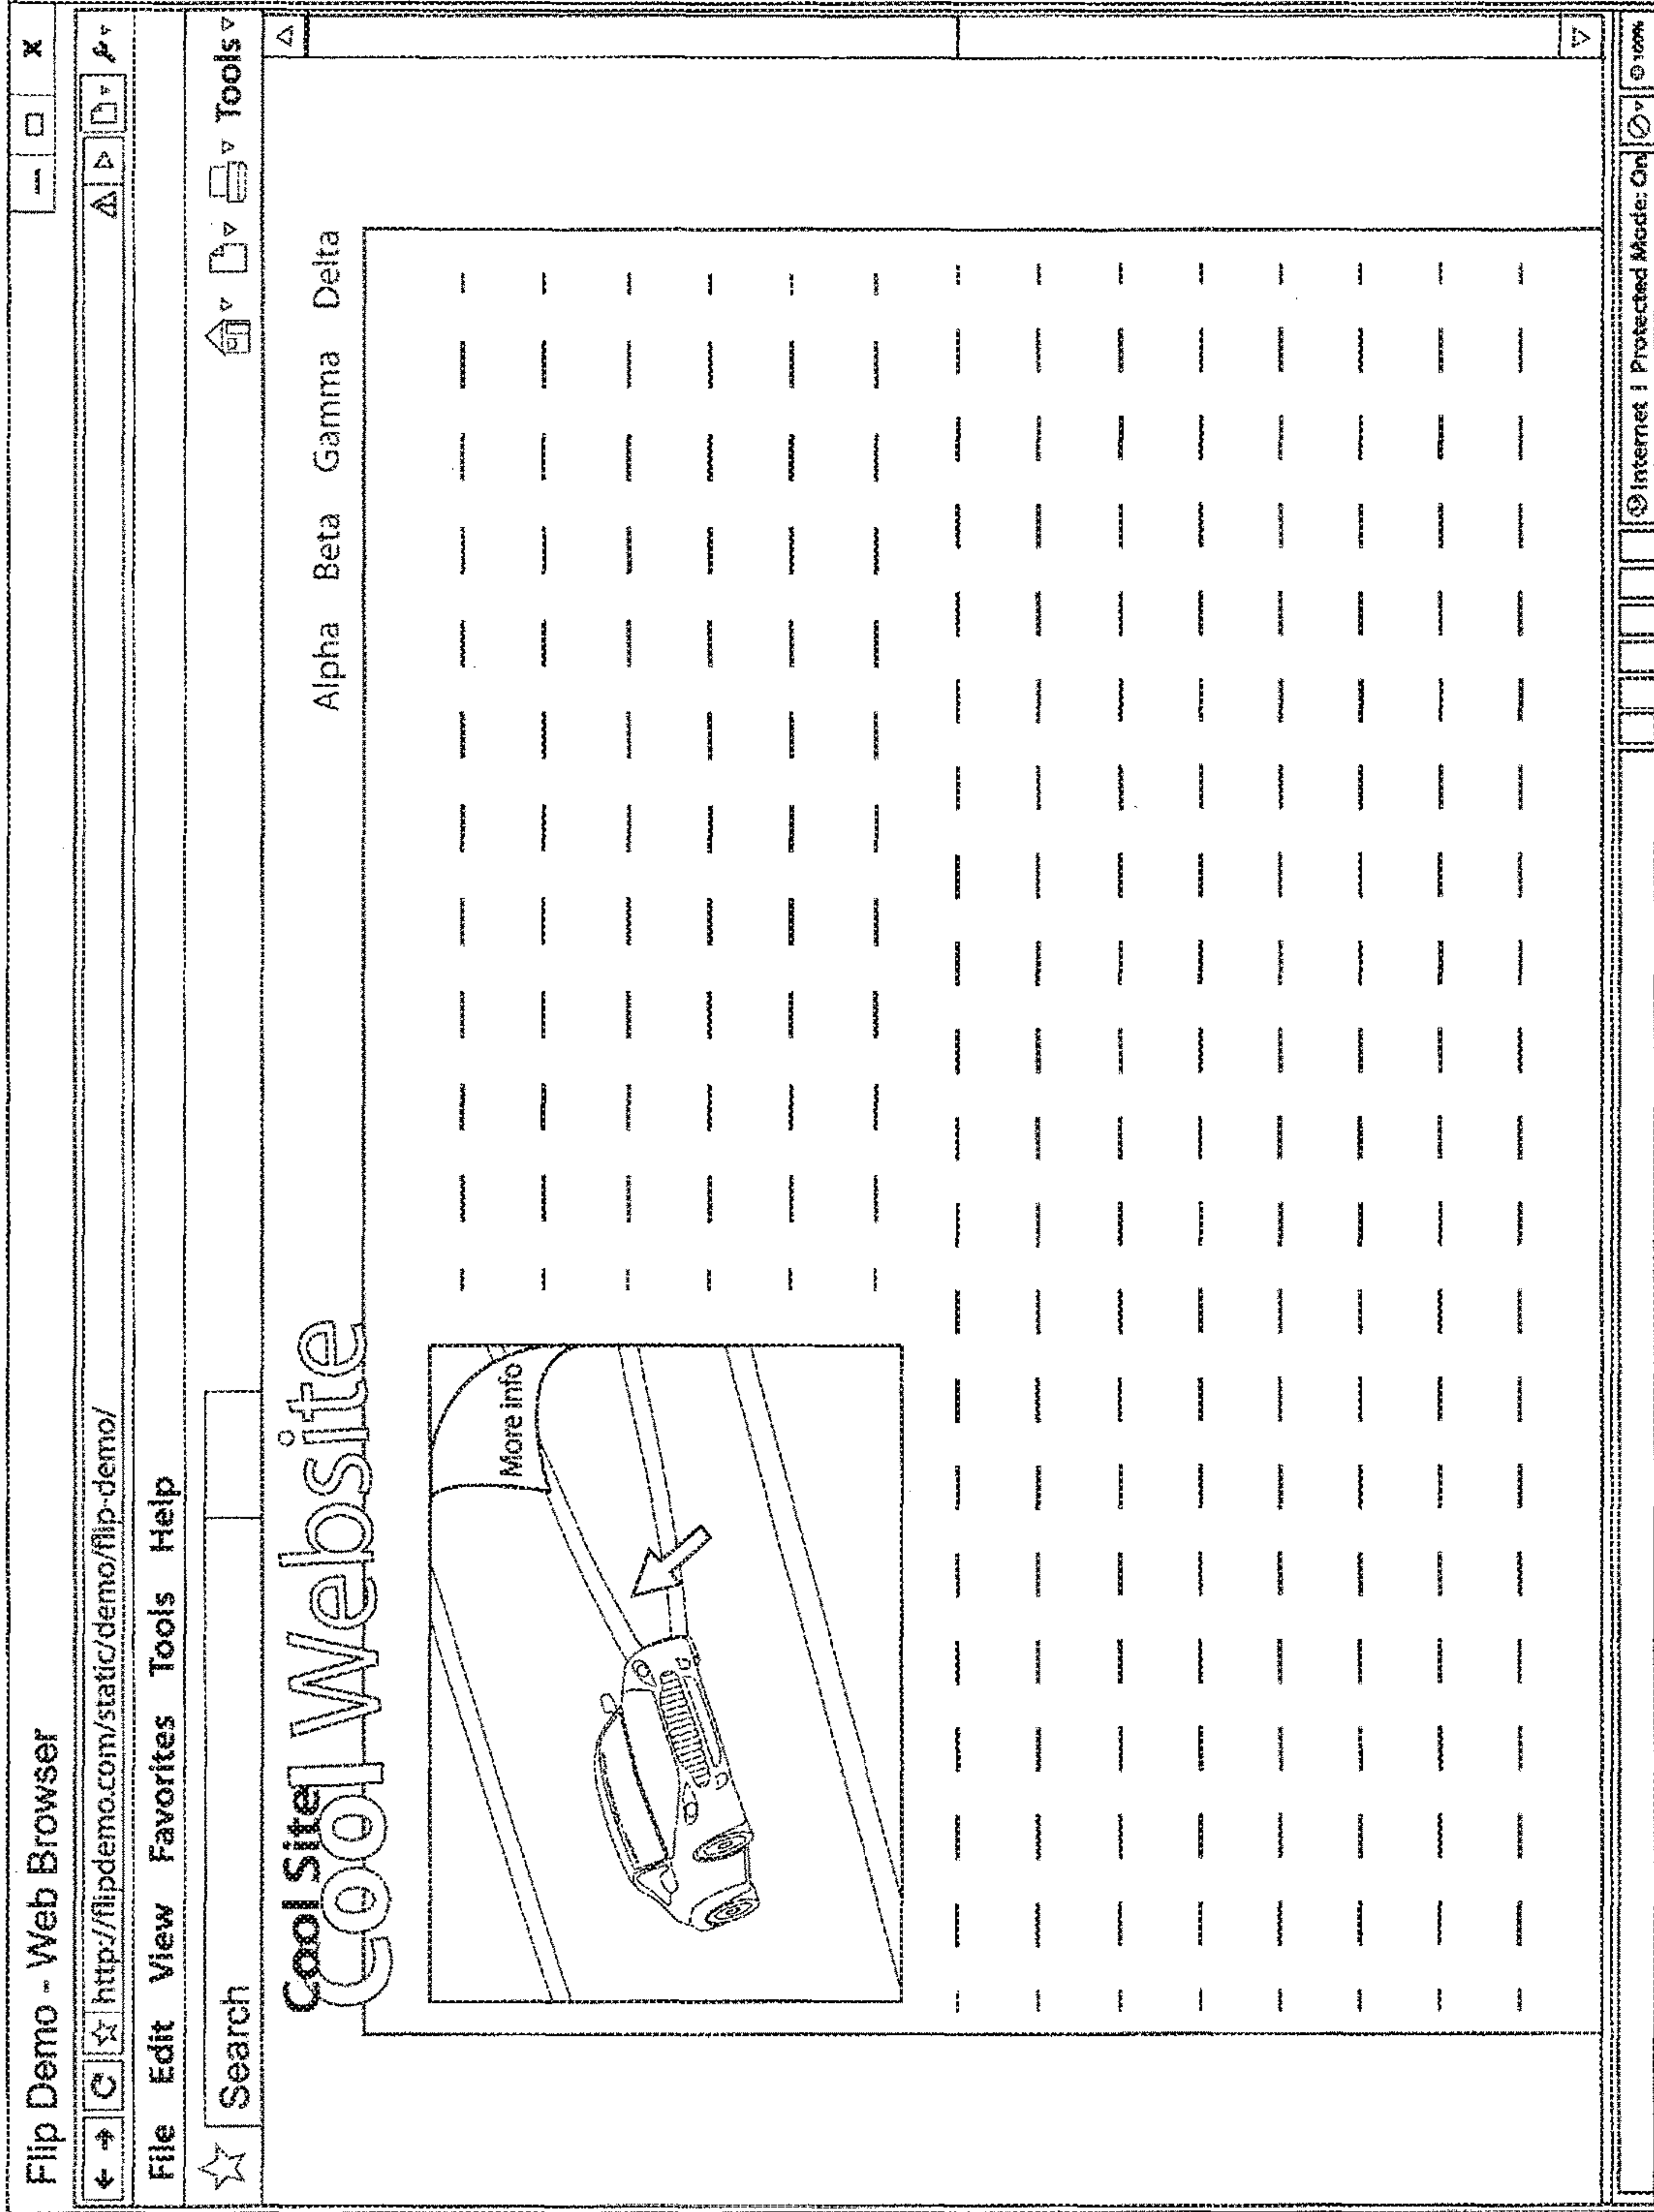 Flip Demo - Web Browser
http://flipdemo.com/static/demo/flip-demo/
File Edit View Favorites Tools Help
Search
Tools
Cool Site
Cool Website
Alpha Beta Gamma Delta
More info
Internet | Protected Mode: On
100%